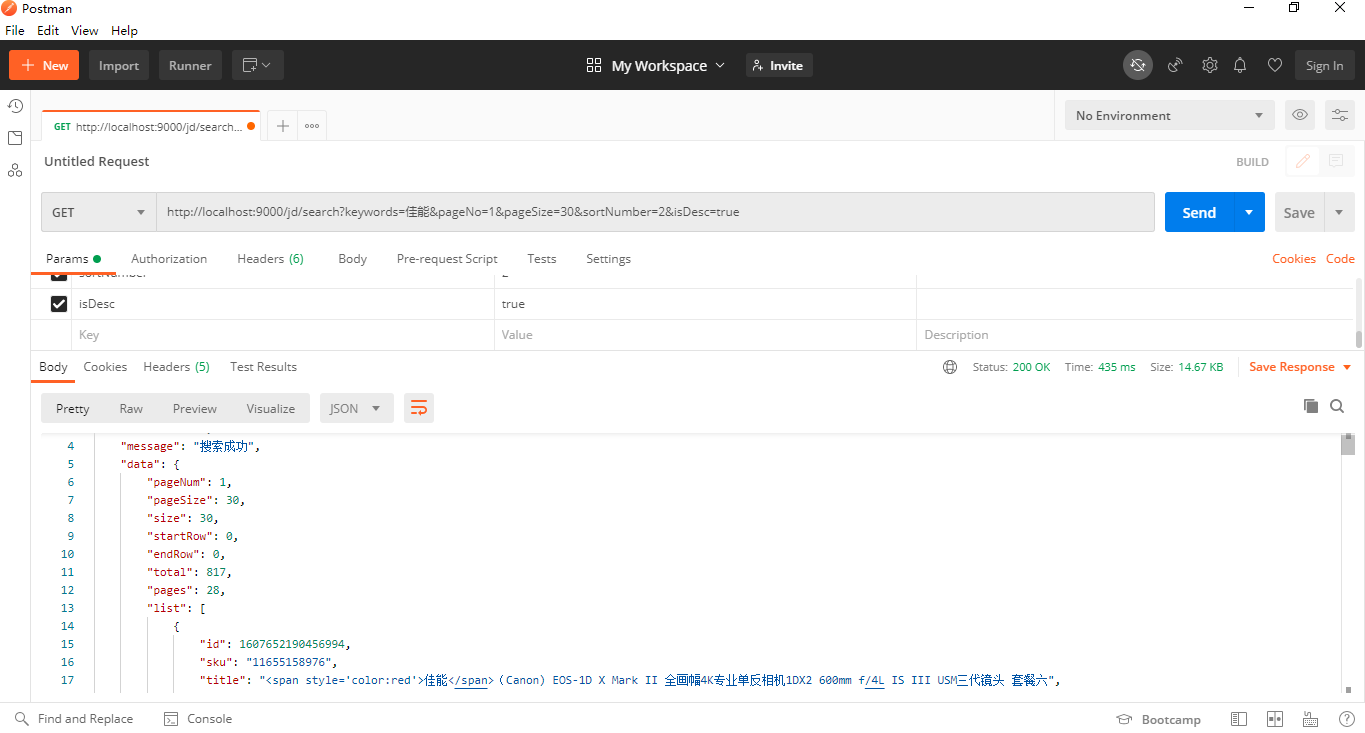 Postman
File Edit View Help
New Import Runner My Workspace Invite Sign In
GET http://localhost:9000/jd/search... No Environment
Untitled Request BUILD
GET http://localhost:9000/jd/search?keywords=佳能&pageNo=1&pageSize=30&sortNumber=2&isDesc=true Send Save
Params Authorization Headers (6) Body Pre-request Script Tests Settings Cookies Code
sortNumber 2
isDesc true
Key Value Description
Body Cookies Headers (5) Test Results Status: 200 OK Time: 435 ms Size: 14.67 KB Save Response
Pretty Raw Preview Visualize JSON
4 "message": "搜索成功",
5 "data": {
6 "pageNum": 1,
7 "pageSize": 30,
8 "size": 30,
9 "startRow": 0,
10 "endRow": 0,
11 "total": 817,
12 "pages": 28,
13 "list": [
14 {
15 "id": 1607652190456994,
16 "sku": "11655158976",
17 "title": "<span style='color:red'>佳能</span>（Canon) EOS-1D X Mark II 全画幅4K专业单反相机1DX2 600mm f/4L IS III USM三代镜头 套餐六",
Find and Replace Console Bootcamp